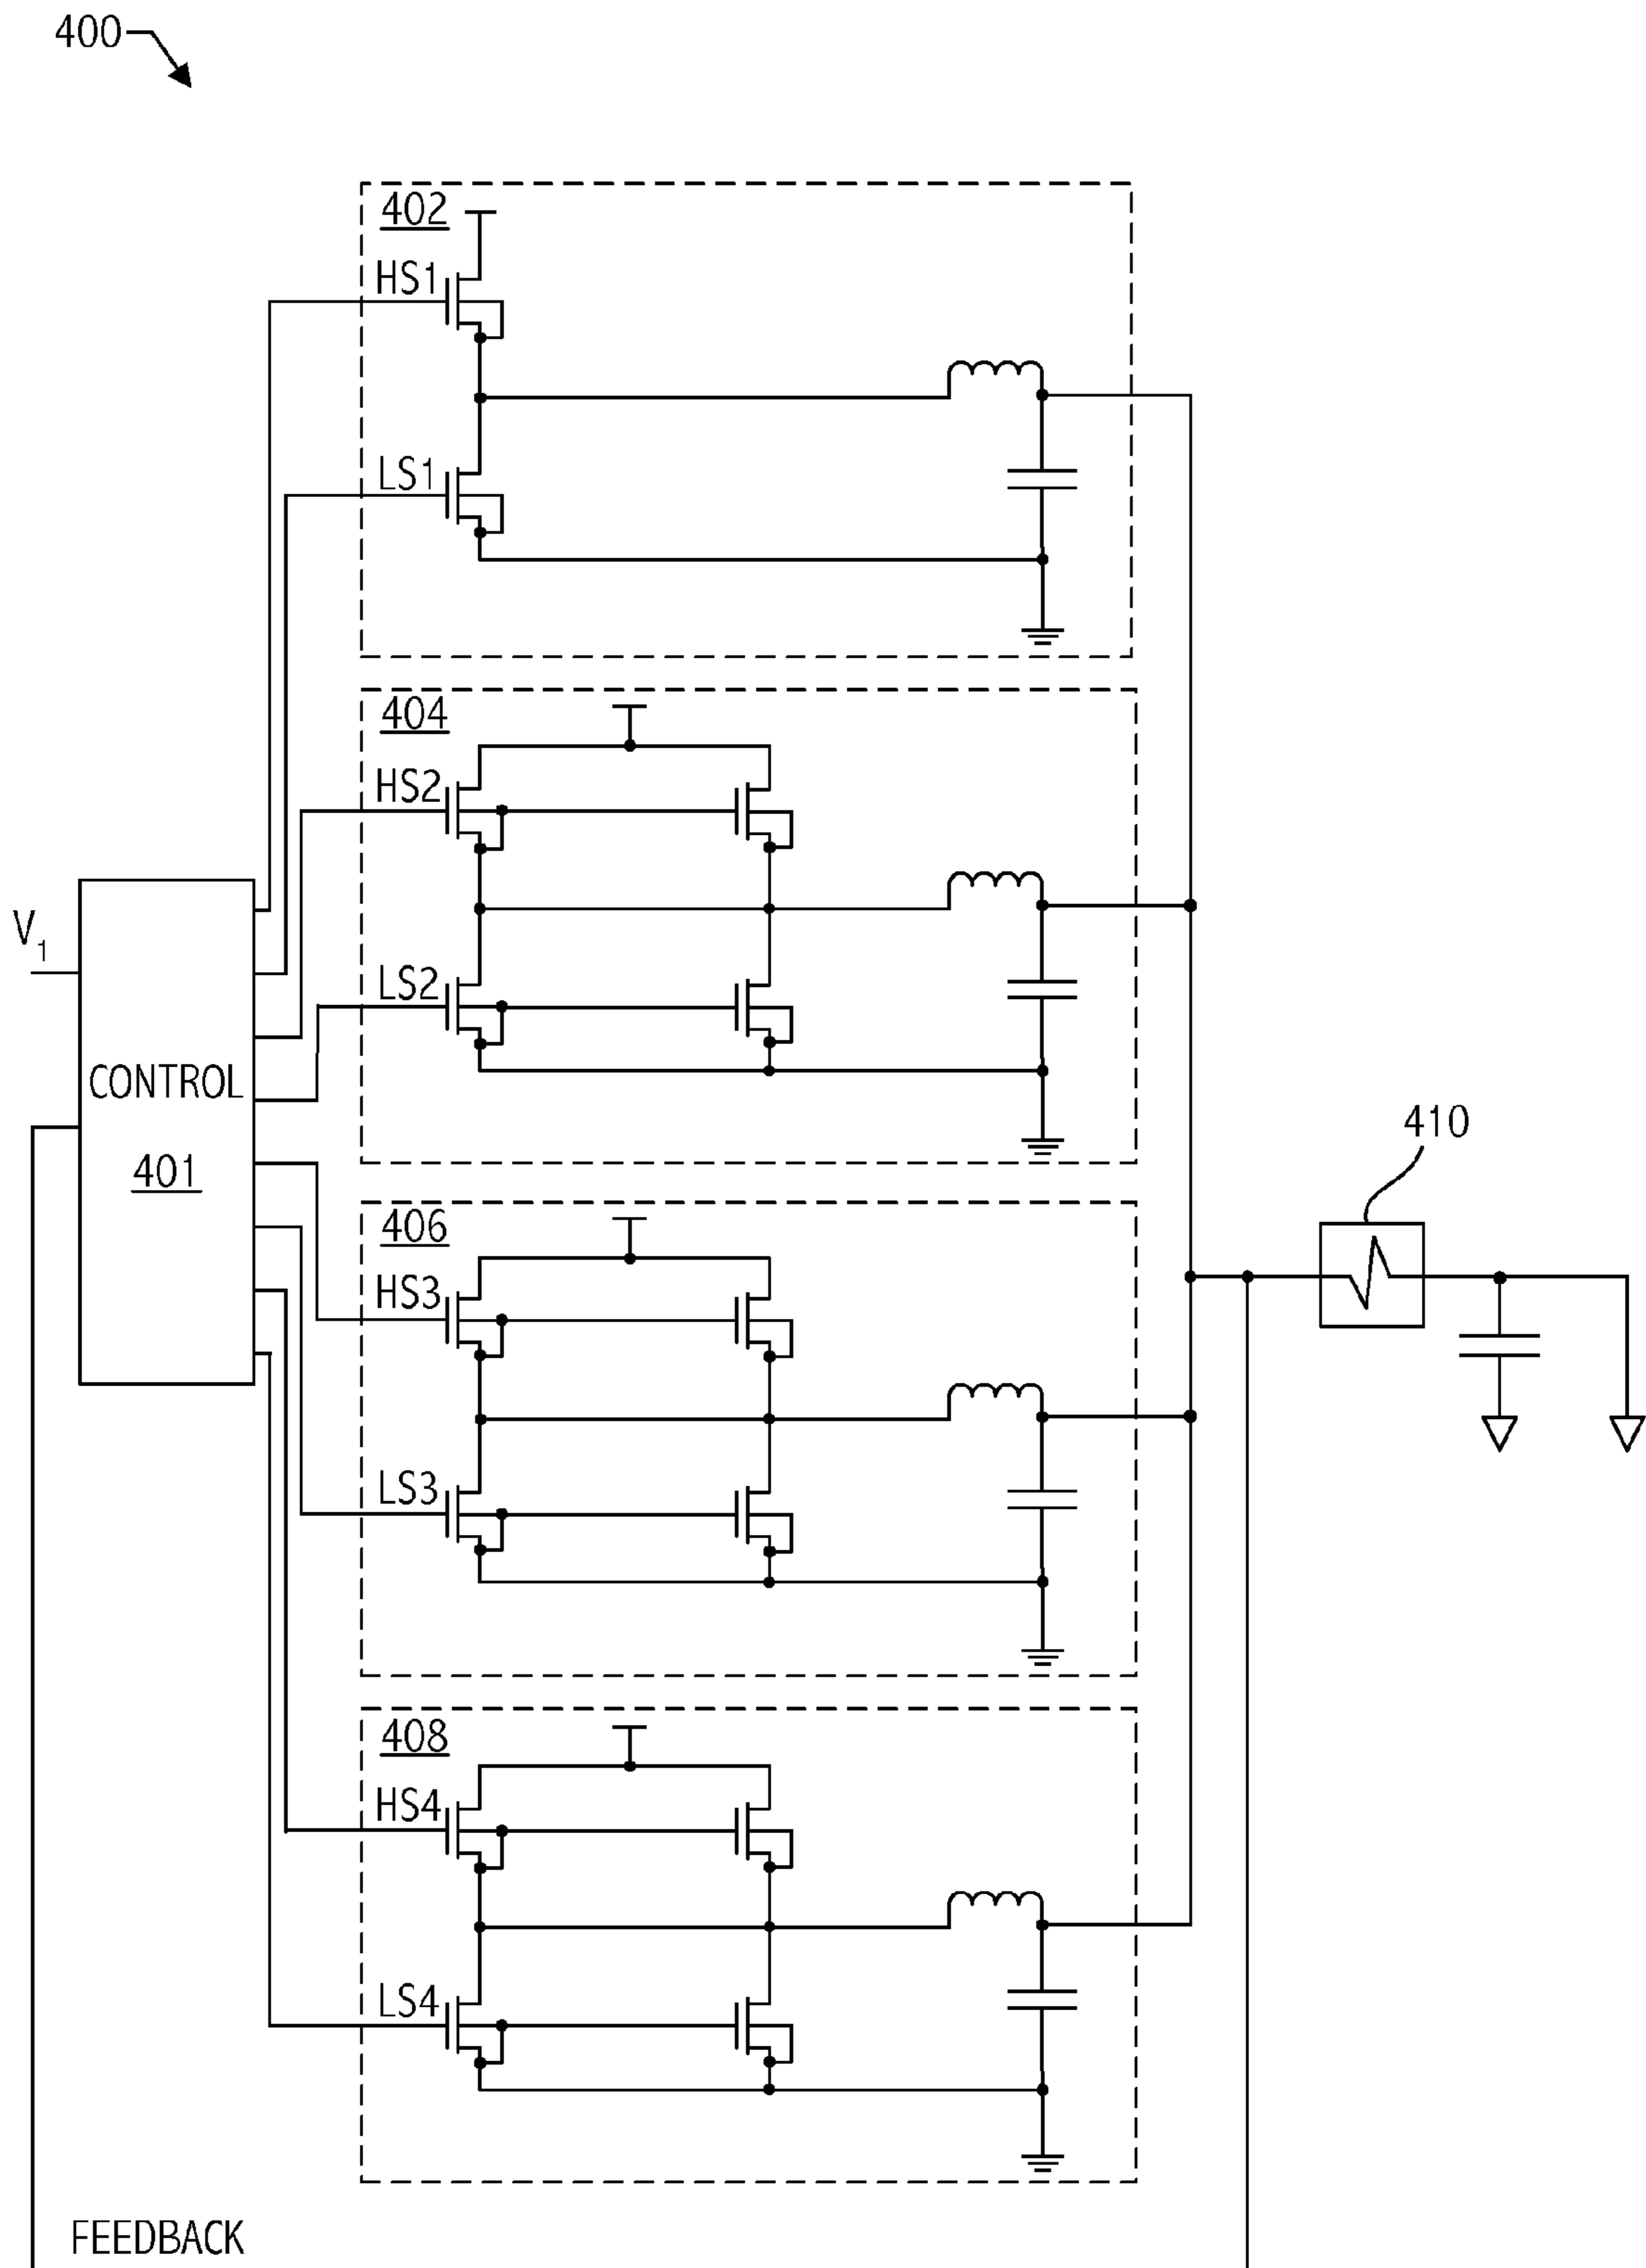 400
402
HS1
LS1
404
HS2
V1
LS2
CONTROL
401
410
406
HS3
LS3
408
HS4
LS4
FEEDBACK